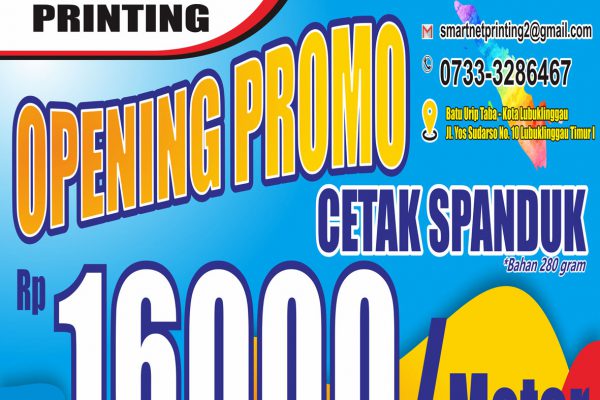 PRINTING
smartnetprinting2@gmail.com
0733-3286467
Batu Urip Taba - Kota Lubuklinggau
Jl. Yos Sudarso No. 10 Lubuklinggau Timur I
OPENING PROMO
CETAK SPANDUK
*Bahan 280 gram
Rp 16000/Meter